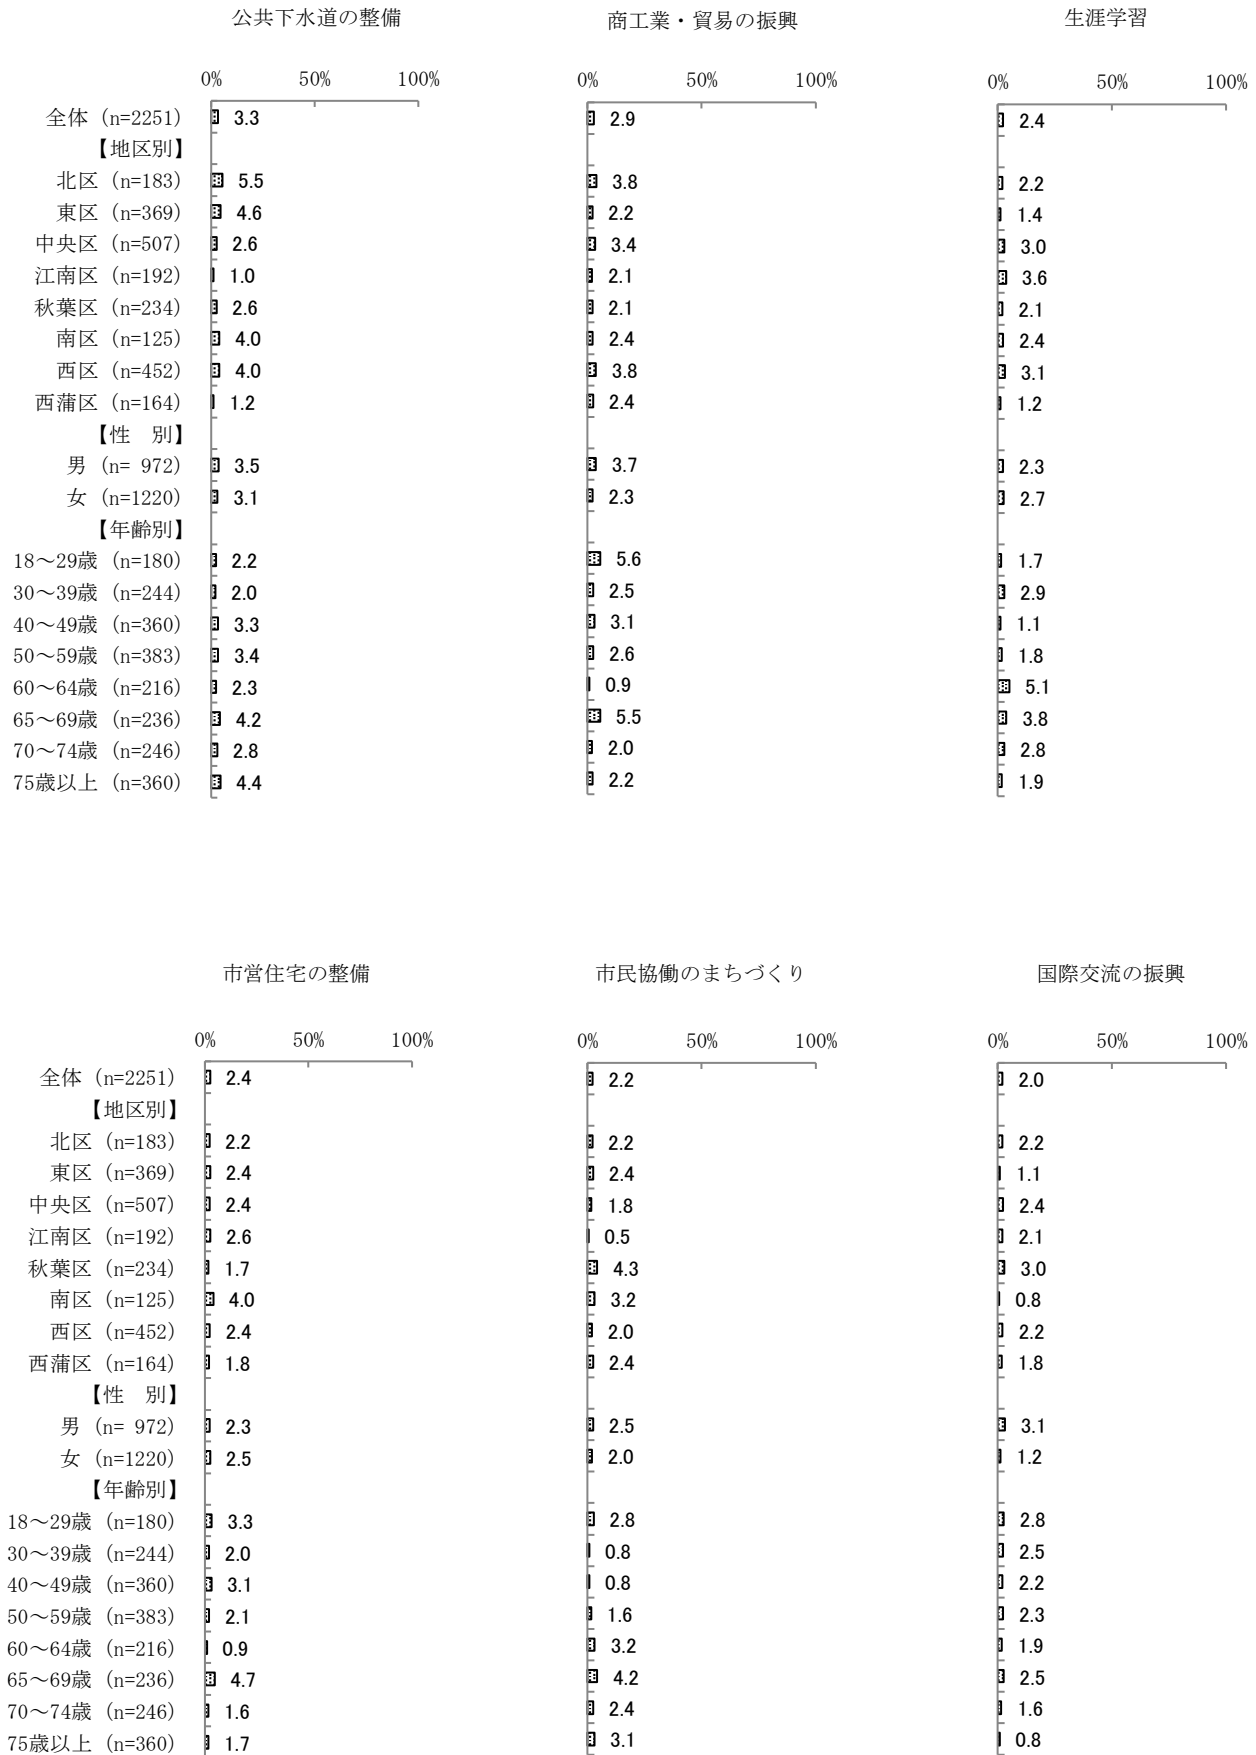 公共下水道の整備 商工業・貿易の振興 生涯学習
0% 50% 100% 0% 50% 100% 0% 50% 100%
全体 (n=2251) 3.3 2.9 2.4
【地区別】
北区 (n=183) 5.5 3.8 2.2
東区 (n=369) 4.6 2.2 1.4
中央区 (n=507) 2.6 3.4 3.0
江南区 (n=192) 1.0 2.1 3.6
秋葉区 (n=234) 2.6 2.1 2.1
南区 (n=125) 4.0 2.4 2.4
西区 (n=452) 4.0 3.8 3.1
西蒲区 (n=164) 1.2 2.4 1.2
【性　別】
男 (n= 972) 3.5 3.7 2.3
女 (n=1220) 3.1 2.3 2.7
【年齢別】
18～29歳 (n=180) 2.2 5.6 1.7
30～39歳 (n=244) 2.0 2.5 2.9
40～49歳 (n=360) 3.3 3.1 1.1
50～59歳 (n=383) 3.4 2.6 1.8
60～64歳 (n=216) 2.3 0.9 5.1
65～69歳 (n=236) 4.2 5.5 3.8
70～74歳 (n=246) 2.8 2.0 2.8
75歳以上 (n=360) 4.4 2.2 1.9
市営住宅の整備 市民協働のまちづくり 国際交流の振興
0% 50% 100% 0% 50% 100% 0% 50% 100%
全体 (n=2251) 2.4 2.2 2.0
【地区別】
北区 (n=183) 2.2 2.2 2.2
東区 (n=369) 2.4 2.4 1.1
中央区 (n=507) 2.4 1.8 2.4
江南区 (n=192) 2.6 0.5 2.1
秋葉区 (n=234) 1.7 4.3 3.0
南区 (n=125) 4.0 3.2 0.8
西区 (n=452) 2.4 2.0 2.2
西蒲区 (n=164) 1.8 2.4 1.8
【性　別】
男 (n= 972) 2.3 2.5 3.1
女 (n=1220) 2.5 2.0 1.2
【年齢別】
18～29歳 (n=180) 3.3 2.8 2.8
30～39歳 (n=244) 2.0 0.8 2.5
40～49歳 (n=360) 3.1 0.8 2.2
50～59歳 (n=383) 2.1 1.6 2.3
60～64歳 (n=216) 0.9 3.2 1.9
65～69歳 (n=236) 4.7 4.2 2.5
70～74歳 (n=246) 1.6 2.4 1.6
75歳以上 (n=360) 1.7 3.1 0.8